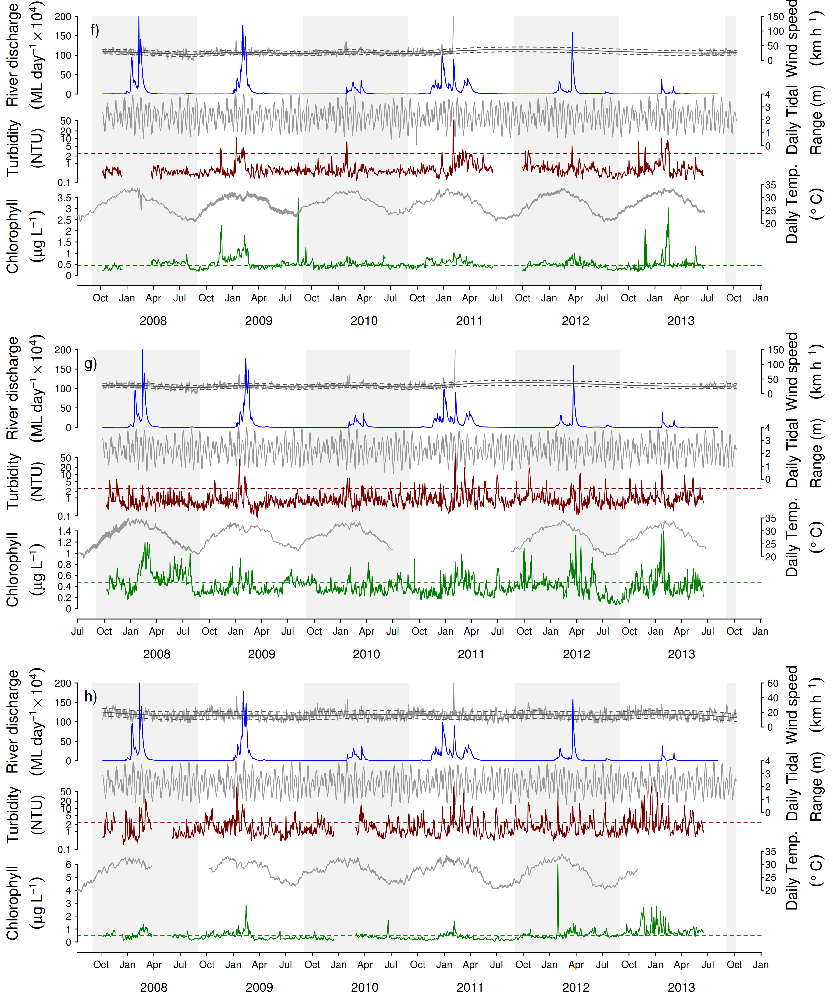 f)
River discharge
(ML day⁻¹ × 10⁴)
200
150
100
50
0
Wind speed
(km h⁻¹)
150
100
50
0
Daily Tidal
Range (m)
4
3
2
1
0
Turbidity
(NTU)
50
20
10
5
2
1
0.1
Daily Temp.
(° C)
35
30
25
20
Chlorophyll
(µg L⁻¹)
3.5
3
2.5
2
1.5
1
0.5
0
Oct Jan Apr Jul Oct Jan Apr Jul Oct Jan Apr Jul Oct Jan Apr Jul Oct Jan Apr Jul Oct Jan Apr Jul Oct Jan
2008 2009 2010 2011 2012 2013
g)
River discharge
(ML day⁻¹ × 10⁴)
200
150
100
50
0
Wind speed
(km h⁻¹)
150
100
50
0
Daily Tidal
Range (m)
4
3
2
1
0
Turbidity
(NTU)
50
20
10
5
2
1
0.1
Daily Temp.
(° C)
35
30
25
20
Chlorophyll
(µg L⁻¹)
1.4
1.2
1
0.8
0.6
0.4
0.2
0
Jul Oct Jan Apr Jul Oct Jan Apr Jul Oct Jan Apr Jul Oct Jan Apr Jul Oct Jan Apr Jul Oct Jan Apr Jul Oct Jan
2008 2009 2010 2011 2012 2013
h)
River discharge
(ML day⁻¹ × 10⁴)
200
150
100
50
0
Wind speed
(km h⁻¹)
60
40
20
0
Daily Tidal
Range (m)
4
3
2
1
0
Turbidity
(NTU)
50
20
10
5
2
1
0.1
Daily Temp.
(° C)
35
30
25
20
Chlorophyll
(µg L⁻¹)
6
5
4
3
2
1
0
Oct Jan Apr Jul Oct Jan Apr Jul Oct Jan Apr Jul Oct Jan Apr Jul Oct Jan Apr Jul Oct Jan Apr Jul Oct Jan
2008 2009 2010 2011 2012 2013